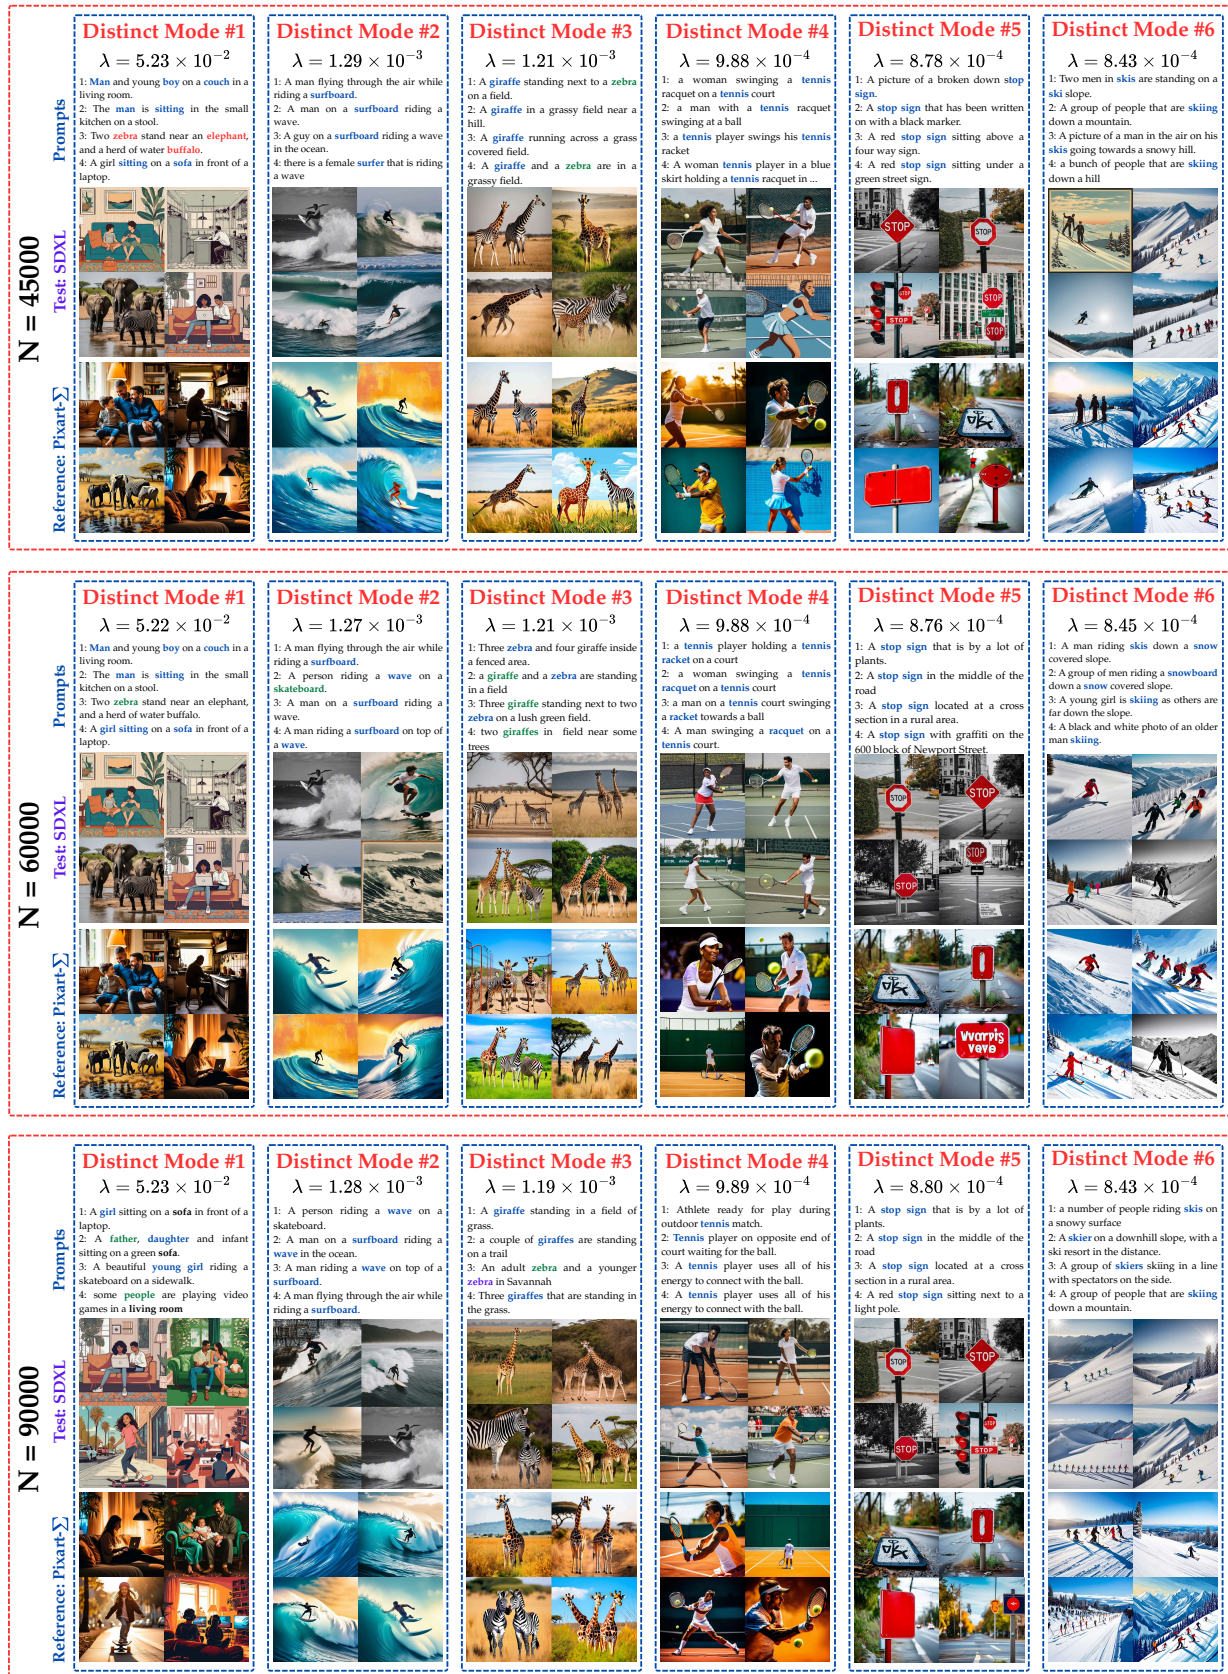 N = 45000
Prompts
Test: SDXL
Reference: Pixart-Σ
Distinct Mode #1
λ = 5.23 × 10⁻²
1: Man and young boy on a couch in a
living room.
2: The man is sitting in the small
kitchen on a stool.
3: Two zebra stand near an elephant,
and a herd of water buffalo.
4: A girl sitting on a sofa in front of a
laptop.
Distinct Mode #2
λ = 1.29 × 10⁻³
1: A man flying through the air while
riding a surfboard.
2: A man on a surfboard riding a
wave.
3: A guy on a surfboard riding a wave
in the ocean.
4: there is a female surfer that is riding
a wave
Distinct Mode #3
λ = 1.21 × 10⁻³
1: A giraffe standing next to a zebra
on a field.
2: A giraffe in a grassy field near a
hill.
3: A giraffe running across a grass
covered field.
4: A giraffe and a zebra are in a
grassy field.
Distinct Mode #4
λ = 9.88 × 10⁻⁴
1: a woman swinging a tennis
racquet on a tennis court
2: a man with a tennis racquet
swinging at a ball
3: a tennis player swings his tennis
racket
4: A woman tennis player in a blue
skirt holding a tennis racquet in ...
Distinct Mode #5
λ = 8.78 × 10⁻⁴
1: A picture of a broken down stop
sign.
2: A stop sign that has been written
on with a black marker.
3: A red stop sign sitting above a
four way sign.
4: A red stop sign sitting under a
green street sign.
STOP
STOP
STOP
STOP
STOP
STOP
Distinct Mode #6
λ = 8.43 × 10⁻⁴
1: Two men in skis are standing on a
ski slope.
2: A group of people that are skiing
down a mountain.
3: A picture of a man in the air on his
skis going towards a snowy hill.
4: a bunch of people that are skiing
down a hill
N = 60000
Prompts
Test: SDXL
Reference: Pixart-Σ
Distinct Mode #1
λ = 5.22 × 10⁻²
1: Man and young boy on a couch in a
living room.
2: The man is sitting in the small
kitchen on a stool.
3: Two zebra stand near an elephant,
and a herd of water buffalo.
4: A girl sitting on a sofa in front of a
laptop.
Distinct Mode #2
λ = 1.27 × 10⁻³
1: A man flying through the air while
riding a surfboard.
2: A person riding a wave on a
skateboard.
3: A man on a surfboard riding a
wave.
4: A man riding a surfboard on top of
a wave.
Distinct Mode #3
λ = 1.21 × 10⁻³
1: Three zebra and four giraffe inside
a fenced area.
2: a giraffe and a zebra are standing
in a field
3: Three giraffe standing next to two
zebra on a lush green field.
4: two giraffes in field near some
trees
Distinct Mode #4
λ = 9.88 × 10⁻⁴
1: a tennis player holding a tennis
racket on a court
2: a woman swinging a tennis
racquet on a tennis court
3: a man on a tennis court swinging
a racket towards a ball
4: A man swinging a racquet on a
tennis court.
Distinct Mode #5
λ = 8.76 × 10⁻⁴
1: A stop sign that is by a lot of
plants.
2: A stop sign in the middle of the
road
3: A stop sign located at a cross
section in a rural area.
4: A stop sign with graffiti on the
600 block of Newport Street.
STOP
STOP
STOP
STOP
Distinct Mode #6
λ = 8.45 × 10⁻⁴
1: A man riding skis down a snow
covered slope.
2: A group of men riding a snowboard
down a snow covered slope.
3: A young girl is skiing as others are
far down the slope.
4: A black and white photo of an older
man skiing.
N = 90000
Prompts
Test: SDXL
Reference: Pixart-Σ
Distinct Mode #1
λ = 5.23 × 10⁻²
1: A girl sitting on a sofa in front of a
laptop.
2: A father, daughter and infant
sitting on a green sofa.
3: A beautiful young girl riding a
skateboard on a sidewalk.
4: some people are playing video
games in a living room
Distinct Mode #2
λ = 1.28 × 10⁻³
1: A person riding a wave on a
skateboard.
2: A man on a surfboard riding a
wave in the ocean.
3: A man riding a wave on top of a
surfboard.
4: A man flying through the air while
riding a surfboard.
Distinct Mode #3
λ = 1.19 × 10⁻³
1: A giraffe standing in a field of
grass.
2: a couple of giraffes are standing
on a trail
3: An adult zebra and a younger
zebra in Savannah
4: Three giraffes that are standing in
the grass.
Distinct Mode #4
λ = 9.89 × 10⁻⁴
1: Athlete ready for play during
outdoor tennis match.
2: Tennis player on opposite end of
court waiting for the ball.
3: A tennis player uses all of his
energy to connect with the ball.
4: A tennis player uses all of his
energy to connect with the ball.
Distinct Mode #5
λ = 8.80 × 10⁻⁴
1: A stop sign that is by a lot of
plants.
2: A stop sign in the middle of the
road
3: A stop sign located at a cross
section in a rural area.
4: A red stop sign sitting next to a
light pole.
STOP
STOP
STOP
STOP
STOP
Distinct Mode #6
λ = 8.43 × 10⁻⁴
1: a number of people riding skis on
a snowy surface
2: A skier on a downhill slope, with a
ski resort in the distance.
3: A group of skiers skiing in a line
with spectators on the side.
4: A group of people that are skiing
down a mountain.